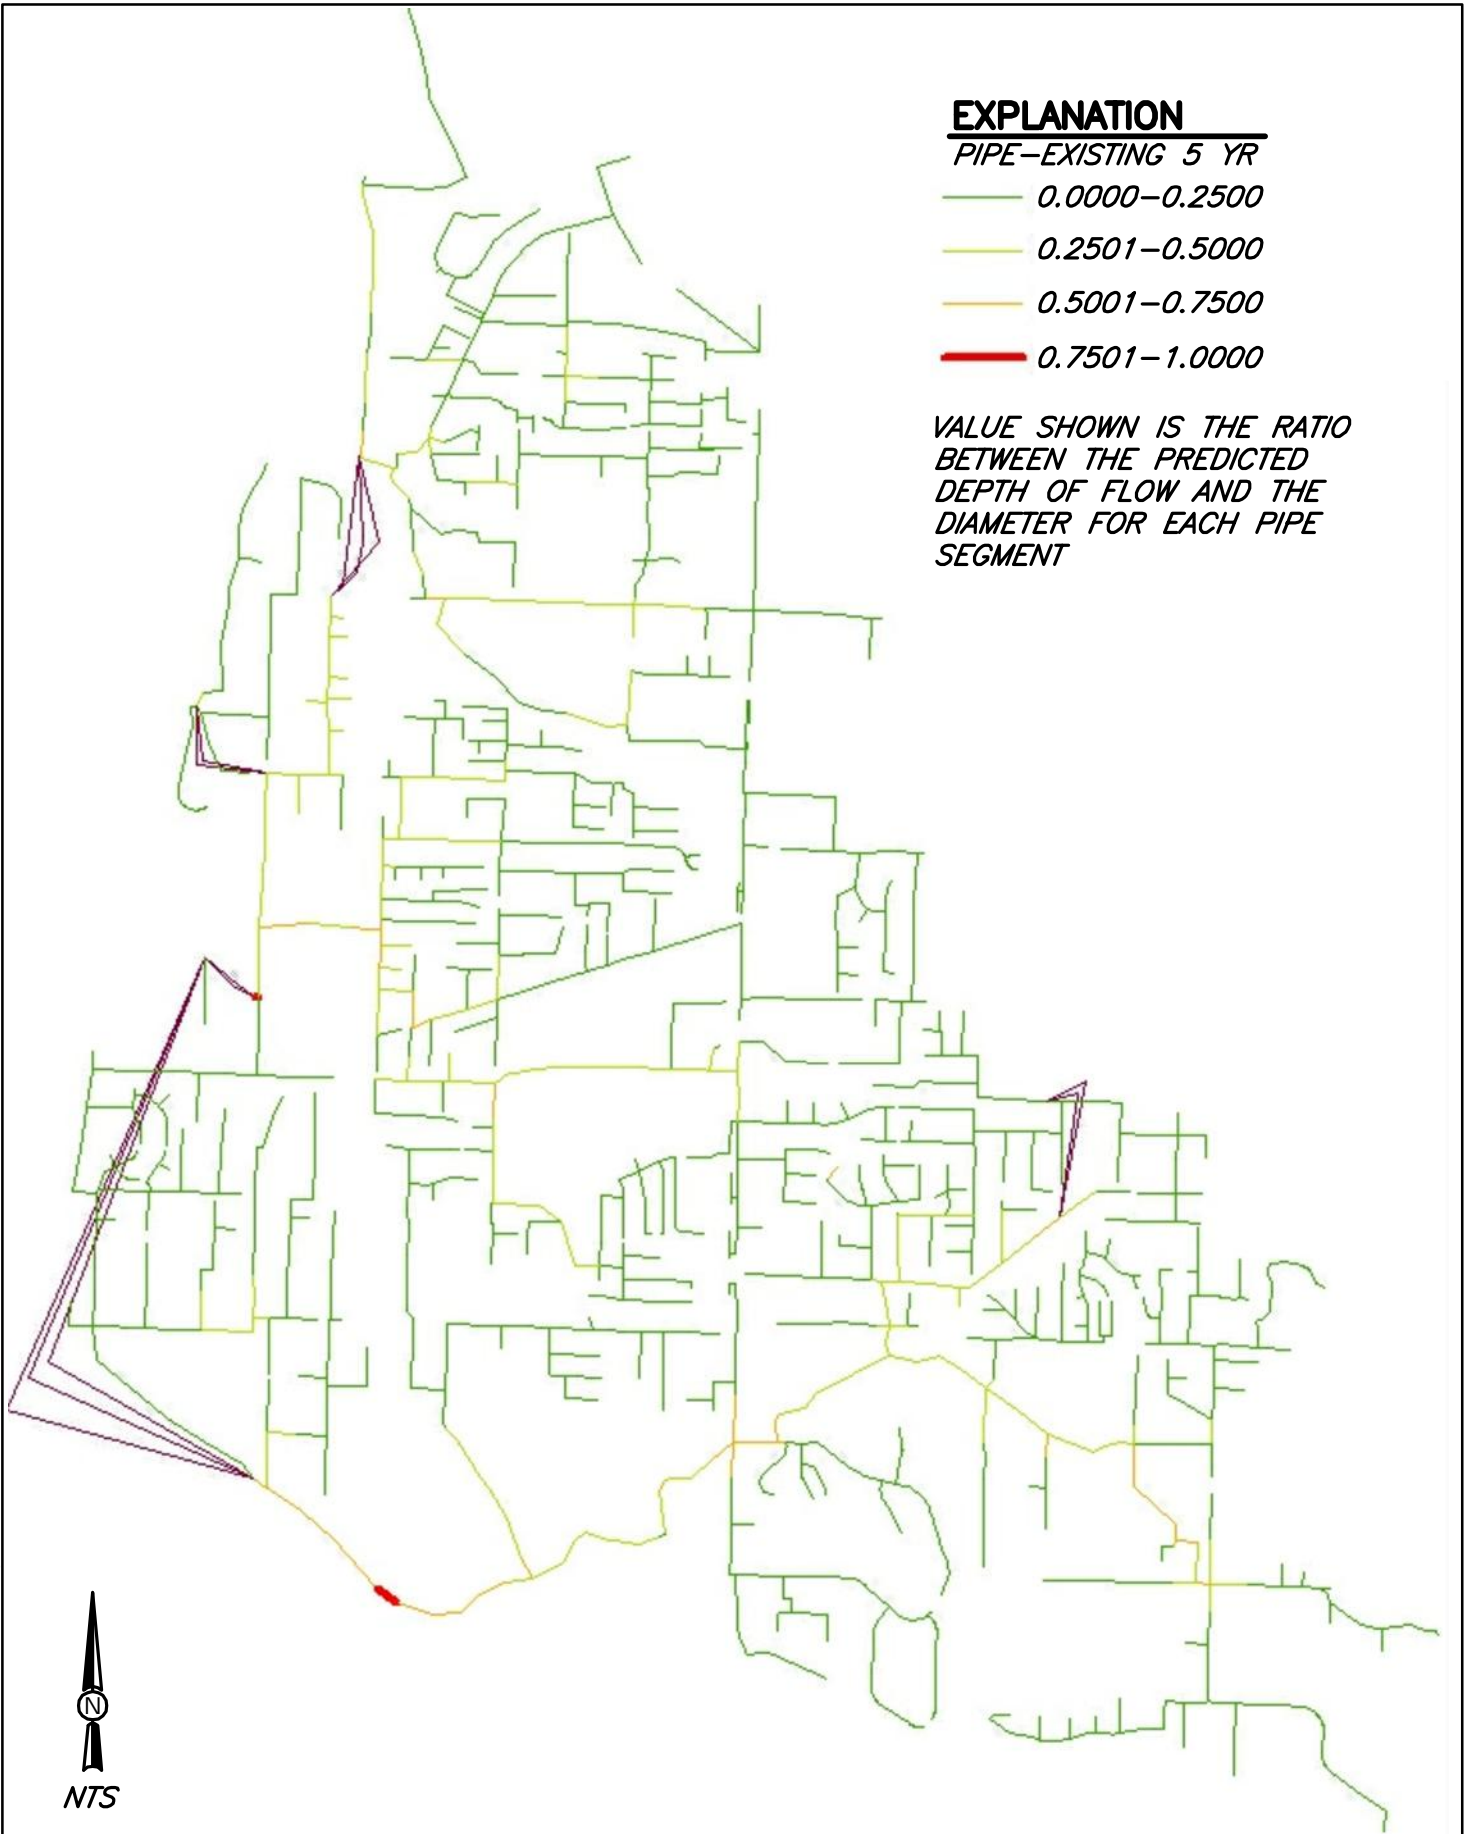 EXPLANATION
PIPE-EXISTING 5 YR
0.0000-0.2500
0.2501-0.5000
0.5001-0.7500
0.7501-1.0000
VALUE SHOWN IS THE RATIO
BETWEEN THE PREDICTED
DEPTH OF FLOW AND THE
DIAMETER FOR EACH PIPE
SEGMENT
N
NTS